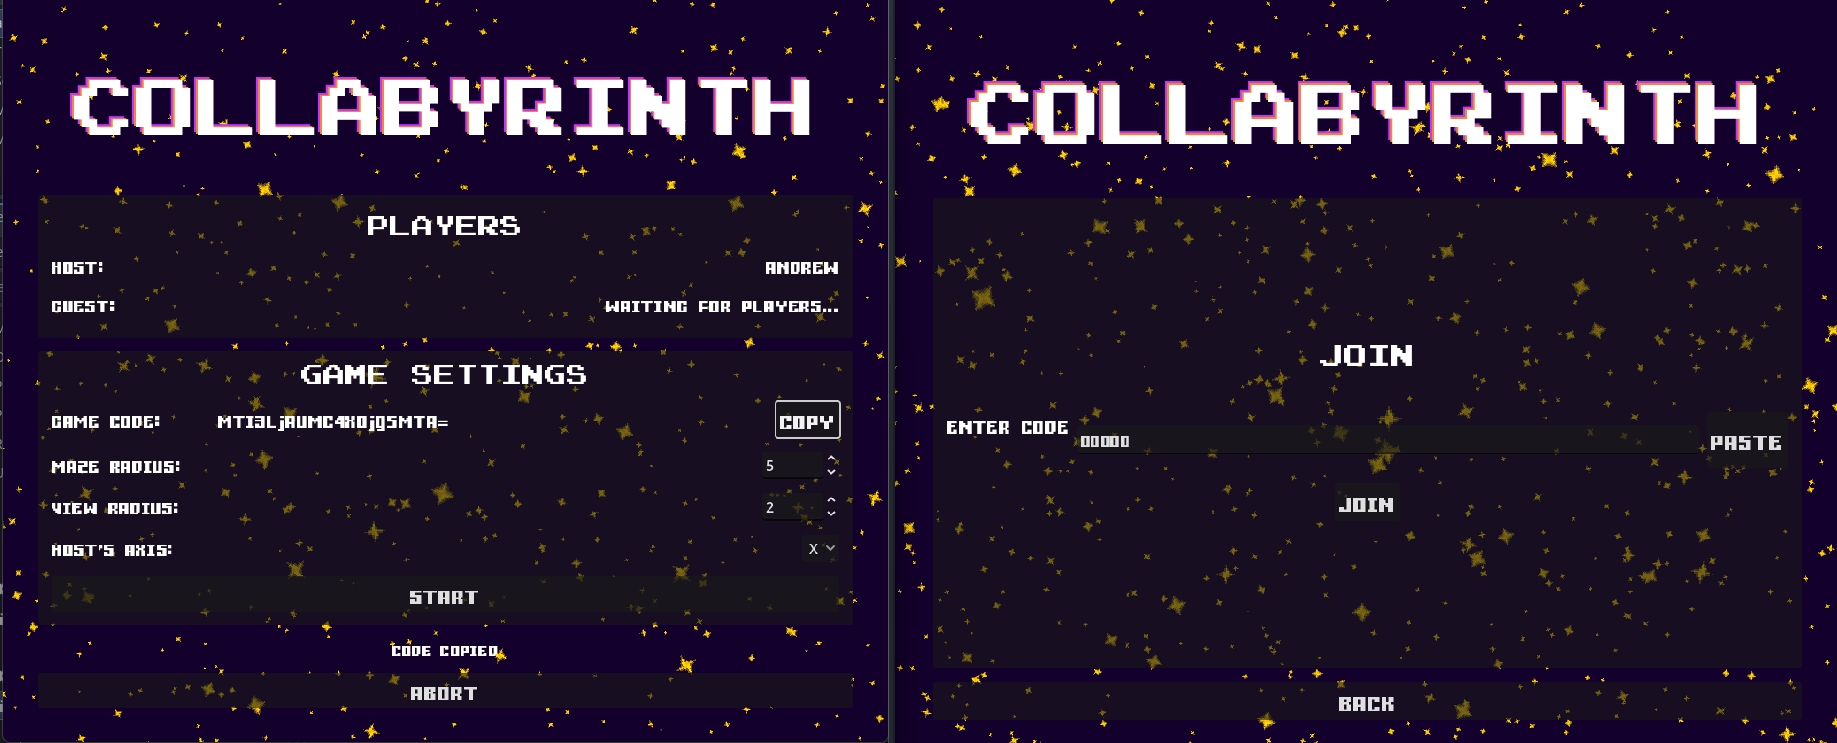 COLLABYRINTH
PLAYERS
HOST: ANDREW
GUEST: WAITING FOR PLAYERS...
GAME SETTINGS
GAME CODE: MTI3LjAuMC4xOjg5MTA= COPY
MAZE RADIUS: 5
VIEW RADIUS: 2
HOST'S AXIS: X
START
CODE COPIED
ABORT
COLLABYRINTH
JOIN
ENTER CODE 00000 PASTE
JOIN
BACK